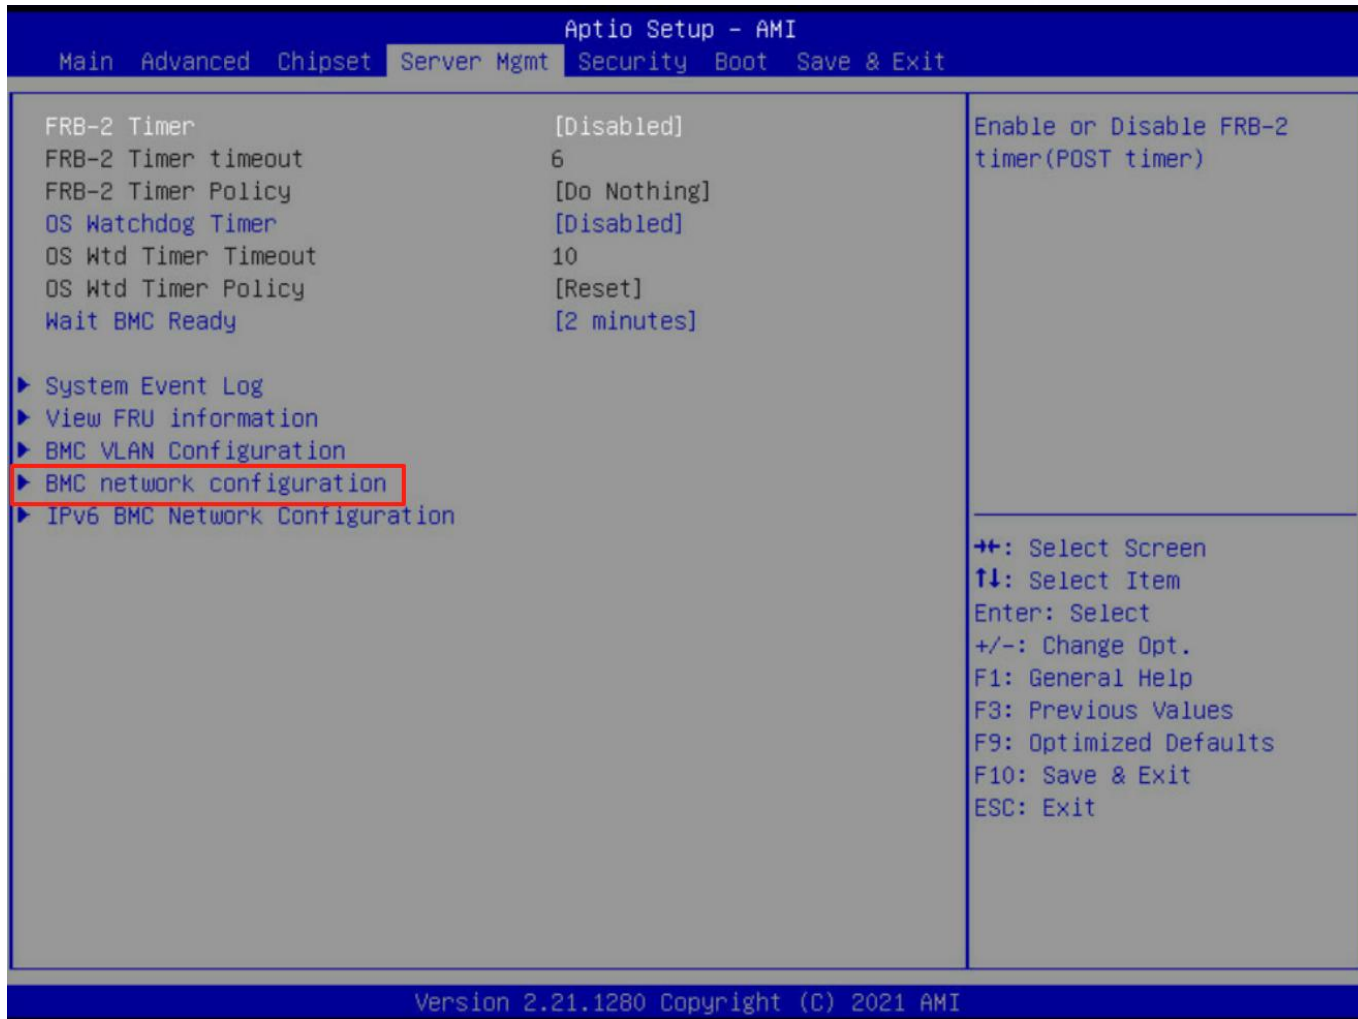 Aptio Setup - AMI
Main Advanced Chipset Server Mgmt Security Boot Save & Exit
FRB-2 Timer [Disabled]
FRB-2 Timer timeout 6
FRB-2 Timer Policy [Do Nothing]
OS Watchdog Timer [Disabled]
OS Wtd Timer Timeout 10
OS Wtd Timer Policy [Reset]
Wait BMC Ready [2 minutes]
System Event Log
View FRU information
BMC VLAN Configuration
BMC network configuration
IPv6 BMC Network Configuration
Enable or Disable FRB-2
timer(POST timer)
→←: Select Screen
↑↓: Select Item
Enter: Select
+/-: Change Opt.
F1: General Help
F3: Previous Values
F9: Optimized Defaults
F10: Save & Exit
ESC: Exit
Version 2.21.1280 Copyright (C) 2021 AMI